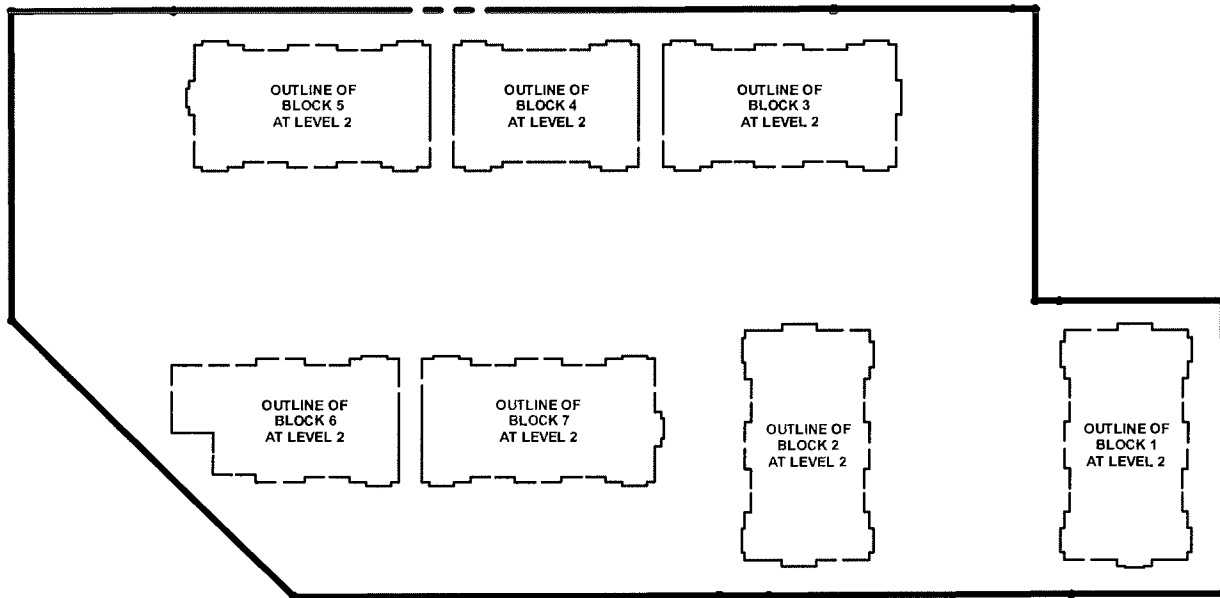 OUTLINE OF
BLOCK 5
AT LEVEL 2
OUTLINE OF
BLOCK 4
AT LEVEL 2
OUTLINE OF
BLOCK 3
AT LEVEL 2
OUTLINE OF
BLOCK 6
AT LEVEL 2
OUTLINE OF
BLOCK 7
AT LEVEL 2
OUTLINE OF
BLOCK 2
AT LEVEL 2
OUTLINE OF
BLOCK 1
AT LEVEL 2